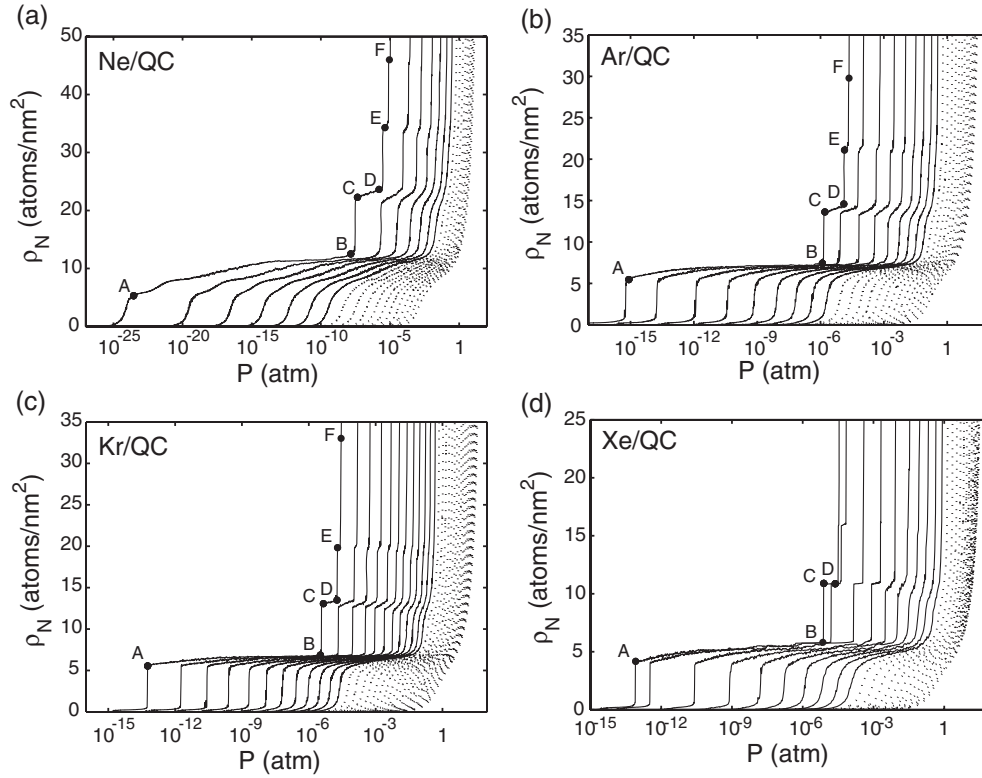 (a)
Ne/QC
ρ_N (atoms/nm²)
50
40
30
20
10
0
A
B
C
D
E
F
10⁻²⁵
10⁻²⁰
10⁻¹⁵
10⁻¹⁰
10⁻⁵
1
P (atm)
(b)
Ar/QC
ρ_N (atoms/nm²)
35
30
25
20
15
10
5
0
A
B
C
D
E
F
10⁻¹⁵
10⁻¹²
10⁻⁹
10⁻⁶
10⁻³
1
P (atm)
(c)
Kr/QC
ρ_N (atoms/nm²)
35
30
25
20
15
10
5
0
A
B
C
D
E
F
10⁻¹⁵
10⁻¹²
10⁻⁹
10⁻⁶
10⁻³
1
P (atm)
(d)
Xe/QC
ρ_N (atoms/nm²)
25
20
15
10
5
0
A
B
C
D
10⁻¹⁵
10⁻¹²
10⁻⁹
10⁻⁶
10⁻³
1
P (atm)